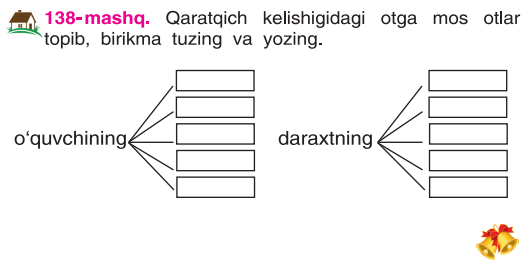 138-mashq. Qaratqich kelishigidagi otga mos otlar
topib, birikma tuzing va yozing.
o‘quvchining
daraxtning